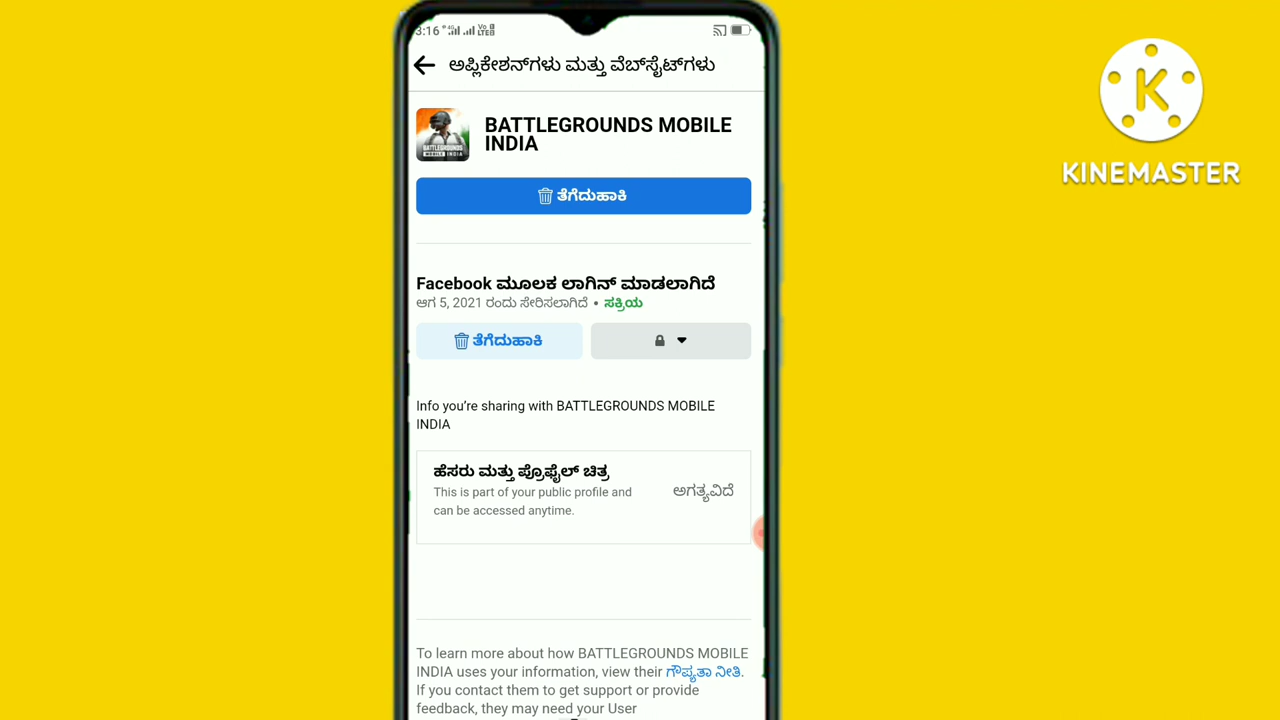 3:16
ಅಪ್ಲಿಕೇಶನ್‌ಗಳು ಮತ್ತು ವೆಬ್‌ಸೈಟ್‌ಗಳು
BATTLEGROUNDS MOBILE
INDIA
ತೆಗೆದುಹಾಕಿ
Facebook ಮೂಲಕ ಲಾಗಿನ್ ಮಾಡಲಾಗಿದೆ
ಆಗ 5, 2021 ರಂದು ಸೇರಿಸಲಾಗಿದೆ • ಸಕ್ರಿಯ
ತೆಗೆದುಹಾಕಿ
Info you’re sharing with BATTLEGROUNDS MOBILE
INDIA
ಹೆಸರು ಮತ್ತು ಪ್ರೊಫೈಲ್ ಚಿತ್ರ
This is part of your public profile and
can be accessed anytime.
ಅಗತ್ಯವಿದೆ
To learn more about how BATTLEGROUNDS MOBILE
INDIA uses your information, view their ಗೌಪ್ಯತಾ ನೀತಿ.
If you contact them to get support or provide
feedback, they may need your User
K
KINEMASTER